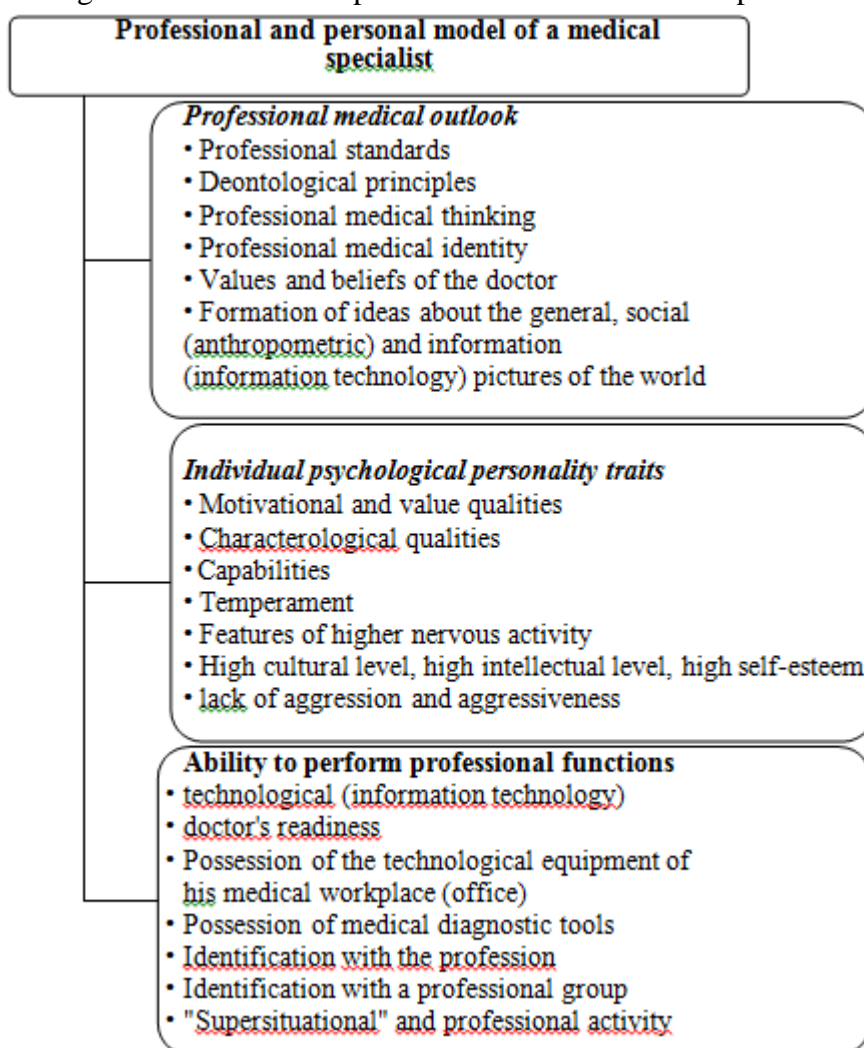 Professional and personal model of a medical
specialist
Professional medical outlook
• Professional standards
• Deontological principles
• Professional medical thinking
• Professional medical identity
• Values and beliefs of the doctor
• Formation of ideas about the general, social
(anthropometric) and information
(information technology) pictures of the world
Individual psychological personality traits
• Motivational and value qualities
• Characterological qualities
• Capabilities
• Temperament
• Features of higher nervous activity
• High cultural level, high intellectual level, high self-esteem
• lack of aggression and aggressiveness
Ability to perform professional functions
• technological (information technology)
• doctor's readiness
• Possession of the technological equipment of
his medical workplace (office)
• Possession of medical diagnostic tools
• Identification with the profession
• Identification with a professional group
• "Supersituational" and professional activity